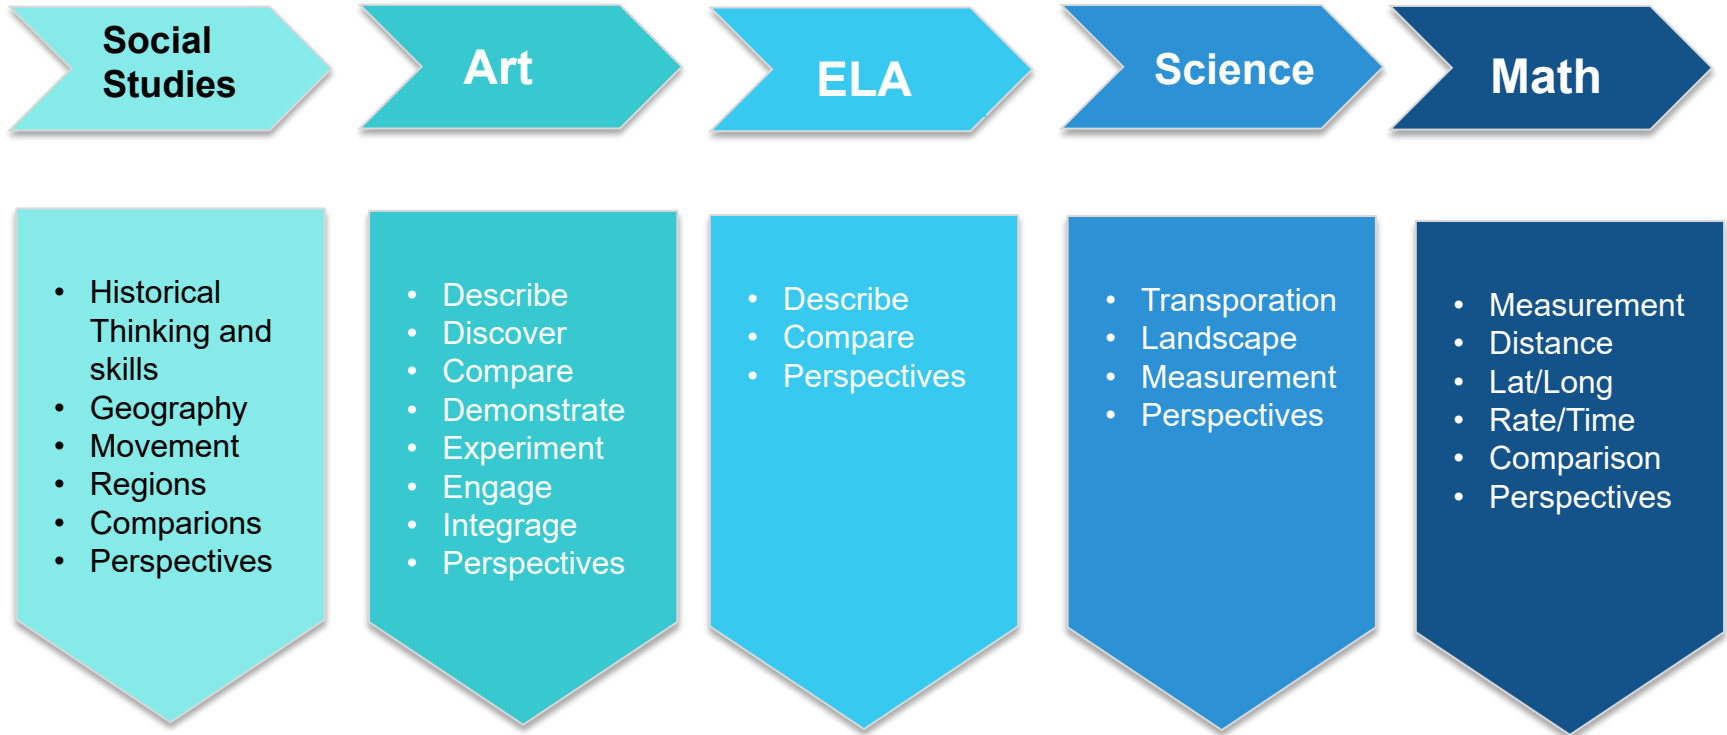 Social
Studies
Art
ELA
Science
Math
• Historical
Thinking and
skills
• Geography
• Movement
• Regions
• Comparions
• Perspectives
• Describe
• Discover
• Compare
• Demonstrate
• Experiment
• Engage
• Integrage
• Perspectives
• Describe
• Compare
• Perspectives
• Transporation
• Landscape
• Measurement
• Perspectives
• Measurement
• Distance
• Lat/Long
• Rate/Time
• Comparison
• Perspectives